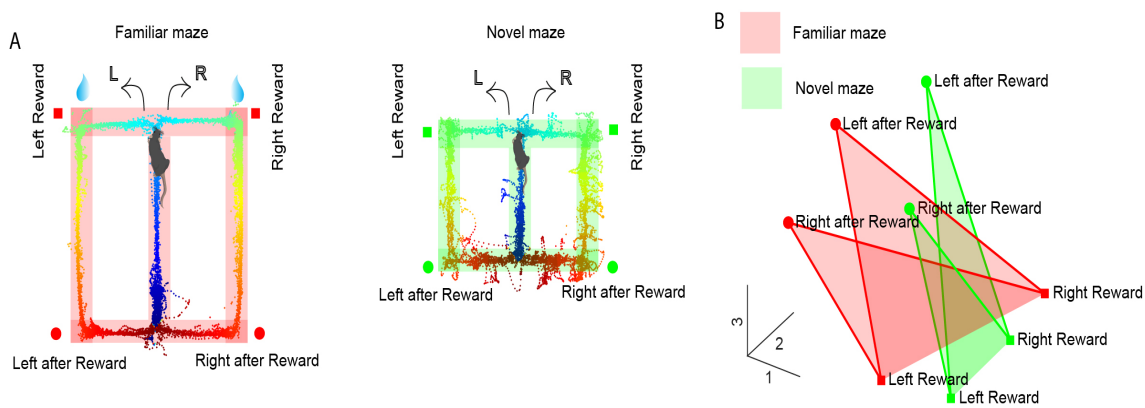 A
Familiar maze
L
R
Left Reward
Right Reward
Left after Reward
Right after Reward
Novel maze
L
R
Left Reward
Right Reward
Left after Reward
Right after Reward
B
Familiar maze
Novel maze
Left after Reward
Left after Reward
Right after Reward
Right after Reward
Right Reward
Right Reward
Left Reward
Left Reward
3
2
1